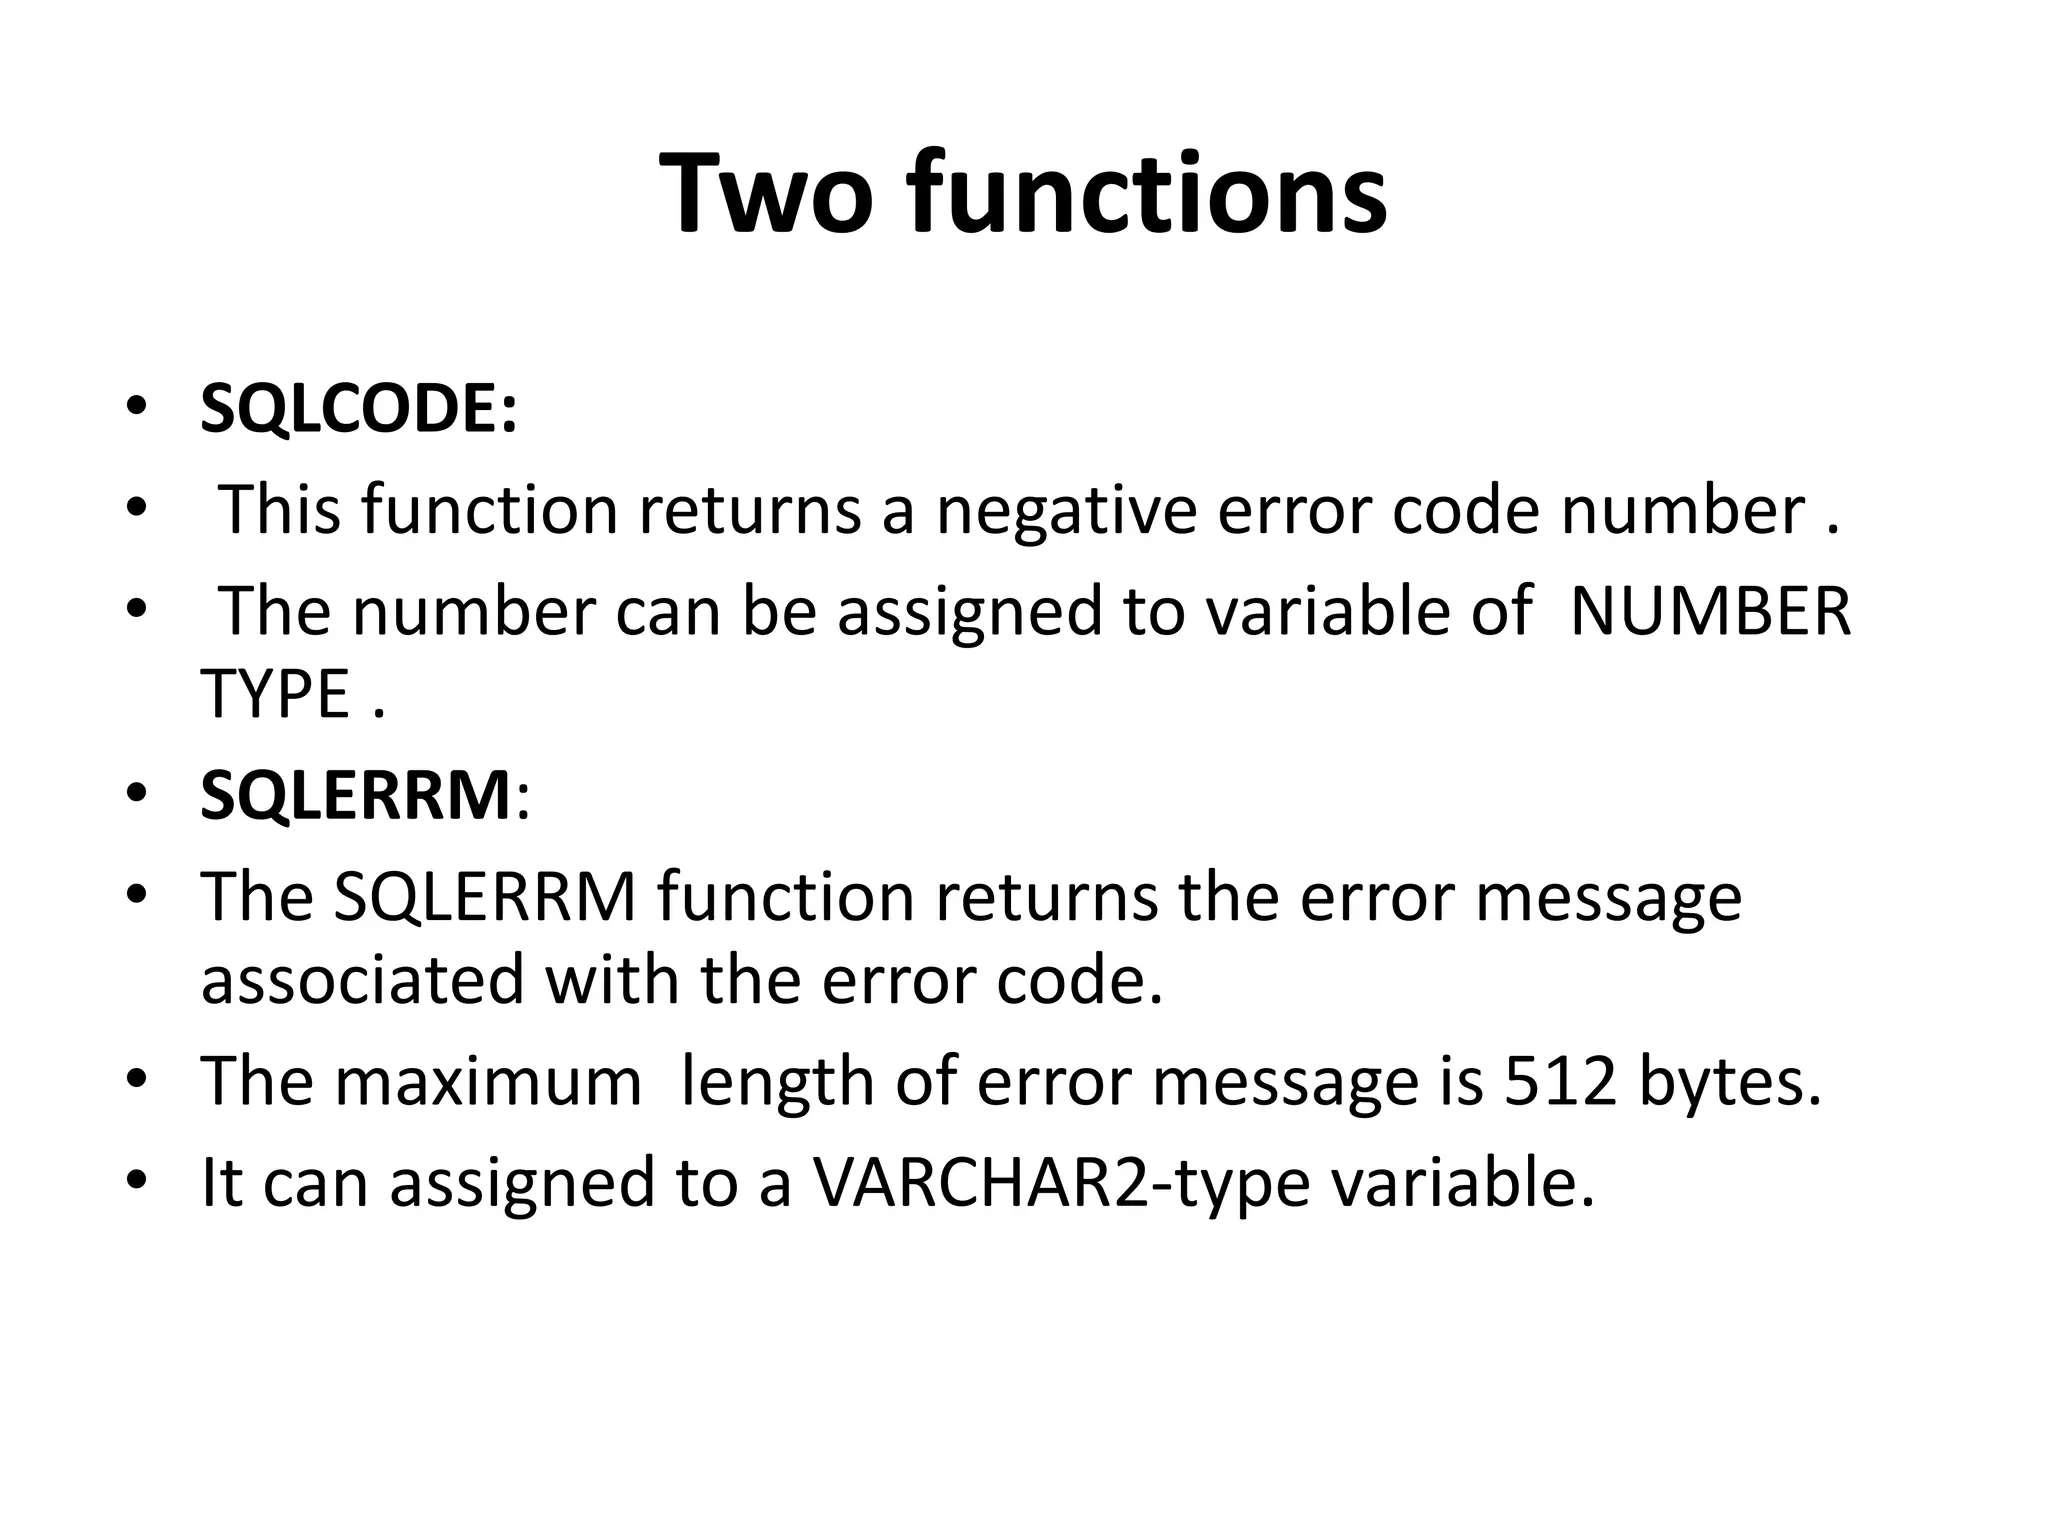 Two functions
• SQLCODE:
• This function returns a negative error code number .
• The number can be assigned to variable of  NUMBER
TYPE .
• SQLERRM:
• The SQLERRM function returns the error message
associated with the error code.
• The maximum  length of error message is 512 bytes.
• It can assigned to a VARCHAR2-type variable.